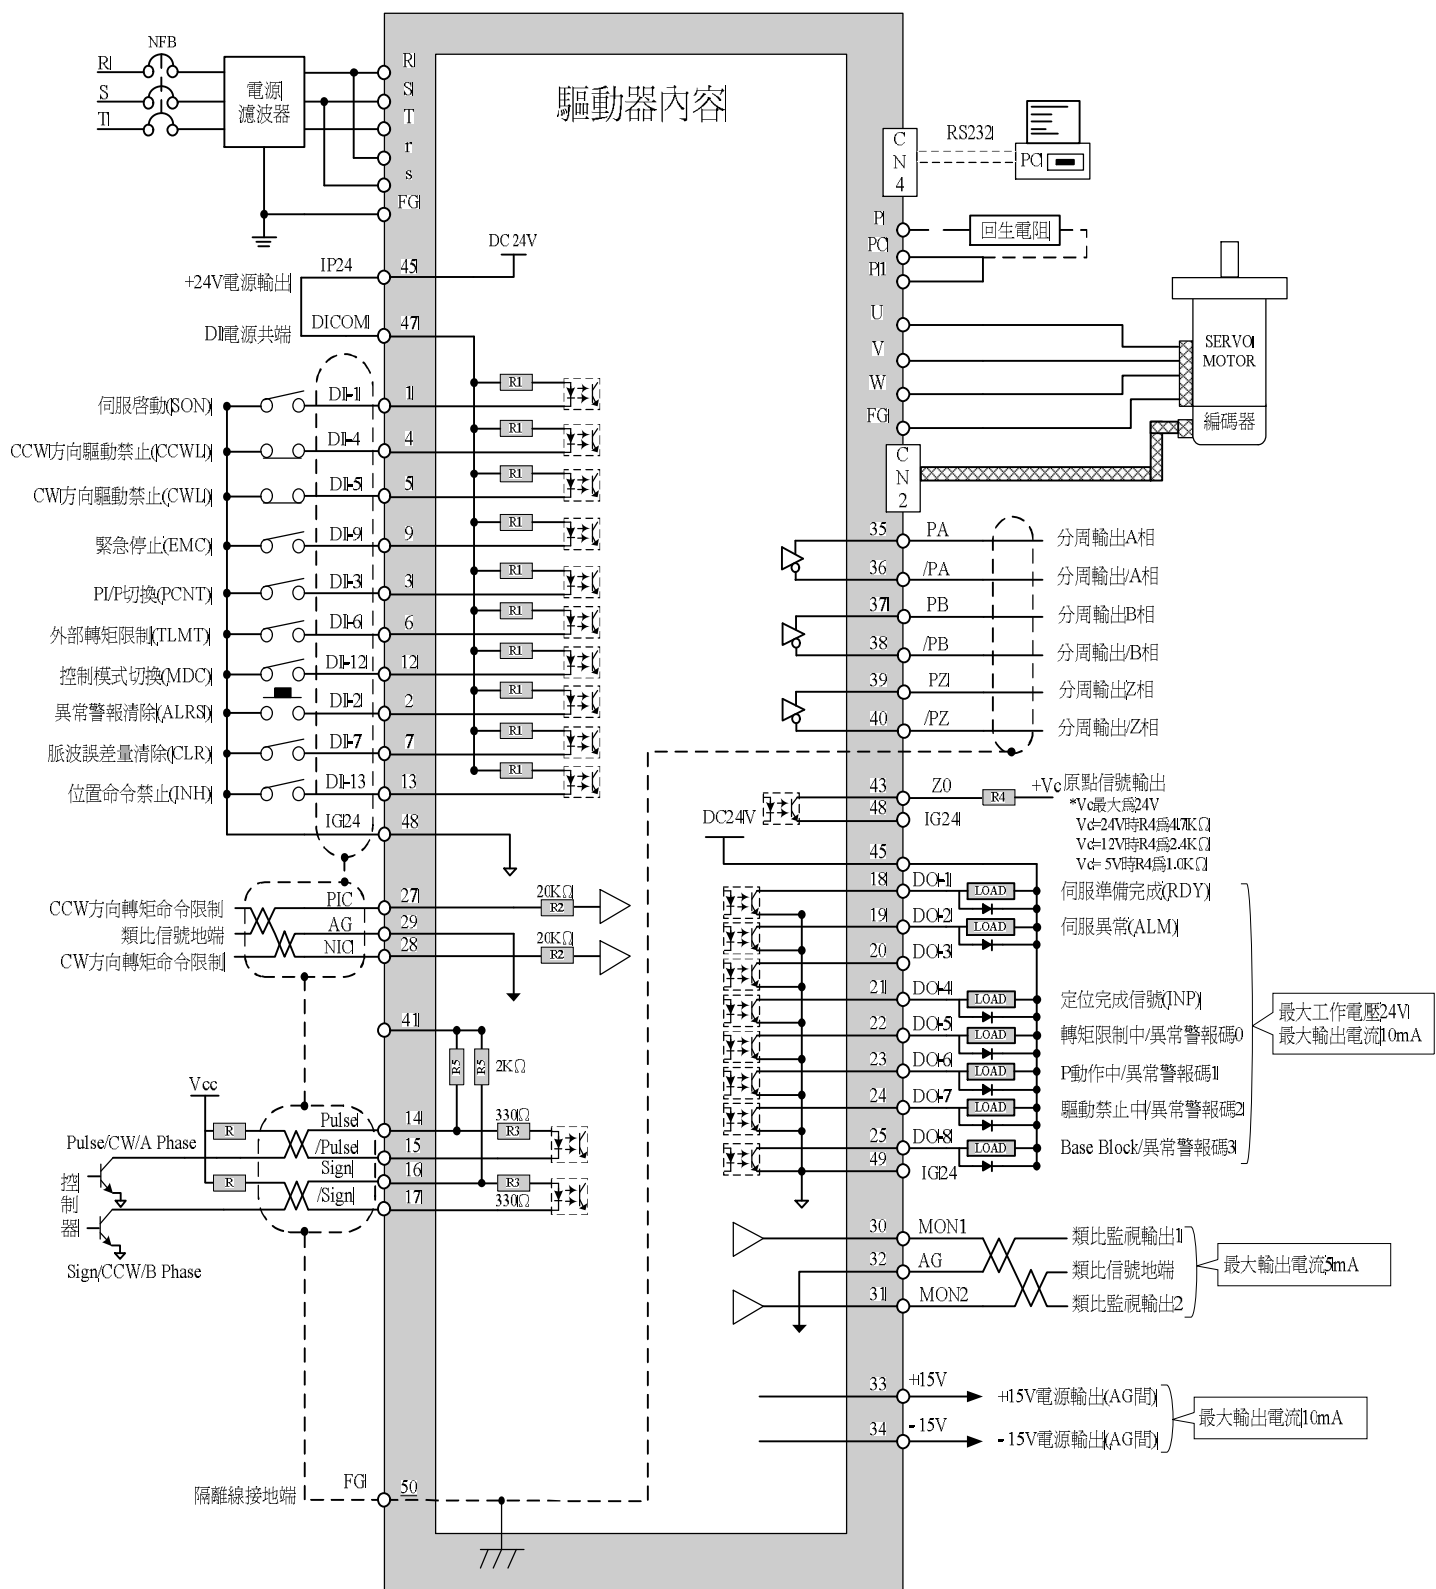 驅動器內容
NFB
R
S
T
電源
濾波器
R
S
T
r
s
FG
DC 24V
+24V電源輸出
IP24
45
DI電源共端
DICOM
47
伺服啓動(SON)
DI-1
1
R1
CCW方向驅動禁止(CCWL)
DI-4
4
R1
CW方向驅動禁止(CWL)
DI-5
5
R1
緊急停止(EMC)
DI-9
9
R1
PI/P切換(PCNT)
DI-3
3
R1
外部轉矩限制(TLMT)
DI-6
6
R1
控制模式切換(MDC)
DI-12
12
R1
異常警報清除(ALRS)
DI-2
2
R1
脈波誤差量清除(CLR)
DI-7
7
R1
位置命令禁止(INH)
DI-13
13
R1
IG24
48
CCW方向轉矩命令限制
PIC
27
20KΩ
R2
類比信號地端
AG
29
CW方向轉矩命令限制
NIC
28
20KΩ
R2
41
R5
R5
2KΩ
Vcc
R
Pulse
14
330Ω
R3
Pulse/CW/A Phase
/Pulse
15
R
Sign
16
R3
/Sign
17
330Ω
控
制
器
Sign/CCW/B Phase
隔離線接地端
FG
50
C
N
4
RS232
PC
P
PC
P1
回生電阻
U
V
W
FG
SERVO
MOTOR
編碼器
C
N
2
35
PA
分周輸出A相
36
/PA
分周輸出/A相
37
PB
分周輸出B相
38
/PB
分周輸出/B相
39
PZ
分周輸出Z相
40
/PZ
分周輸出/Z相
43
Z0
R4
+Vc
原點信號輸出
48
IG24
*Vc最大爲24V
Vc=24V時R4爲4.7KΩ
Vc=12V時R4爲2.4KΩ
Vc= 5V時R4爲1.0KΩ
DC24V
45
18
DO-1
LOAD
伺服準備完成(RDY)
19
DO-2
LOAD
伺服異常(ALM)
20
DO-3
21
DO-4
LOAD
定位完成信號(INP)
22
DO-5
LOAD
轉矩限制中/異常警報碼0
23
DO-6
LOAD
P動作中/異常警報碼1
24
DO-7
LOAD
驅動禁止中/異常警報碼2
25
DO-8
LOAD
Base Block/異常警報碼3
49
IG24
最大工作電壓24V
最大輸出電流10mA
30
MON1
類比監視輸出1
32
AG
類比信號地端
31
MON2
類比監視輸出2
最大輸出電流5mA
33
+15V
+15V電源輸出(AG間)
34
-15V
-15V電源輸出(AG間)
最大輸出電流10mA